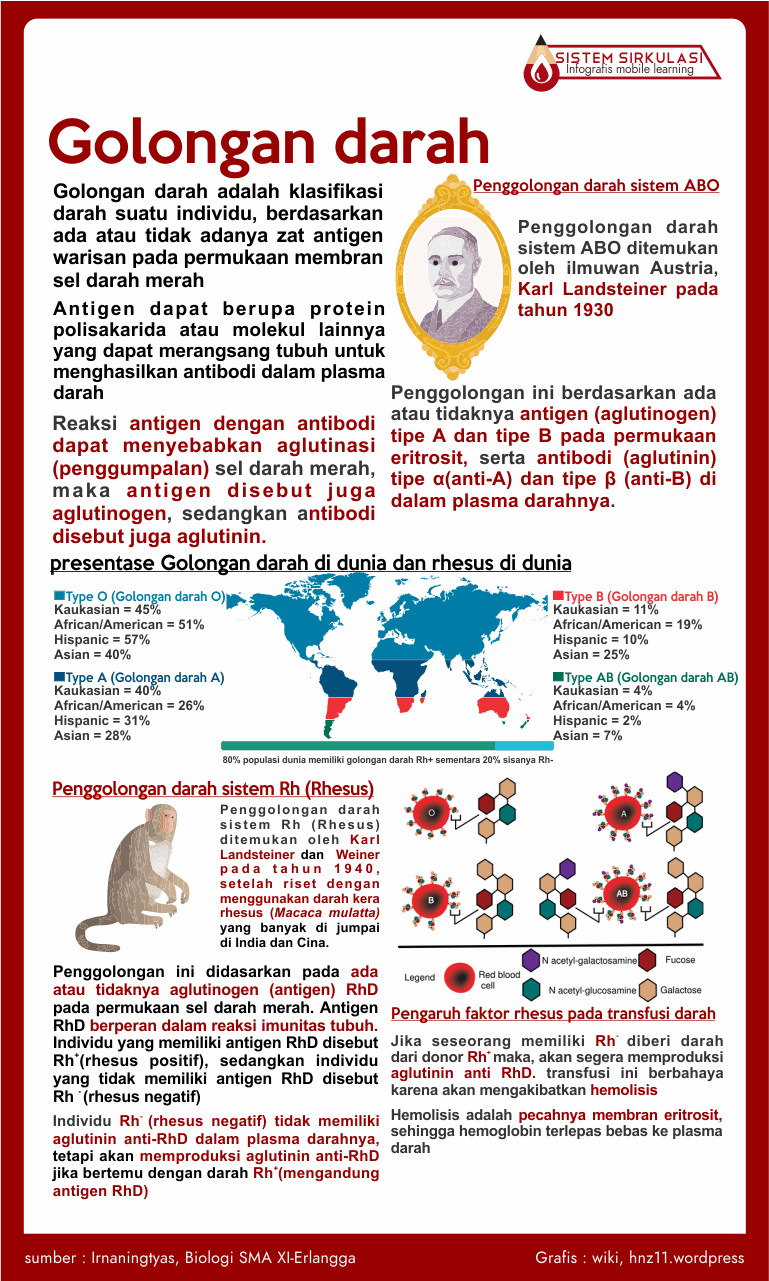 SISTEM SIRKULASI
Infografis mobile learning
Golongan darah
Golongan darah adalah klasifikasi
darah suatu individu, berdasarkan
ada atau tidak adanya zat antigen
warisan pada permukaan membran
sel darah merah
Antigen dapat berupa protein
polisakarida atau molekul lainnya
yang dapat merangsang tubuh untuk
menghasilkan antibodi dalam plasma
darah
Reaksi antigen dengan antibodi
dapat menyebabkan aglutinasi
(penggumpalan) sel darah merah,
maka antigen disebut juga
aglutinogen, sedangkan antibodi
disebut juga aglutinin.
Penggolongan darah sistem ABO
Penggolongan darah
sistem ABO ditemukan
oleh ilmuwan Austria,
Karl Landsteiner pada
tahun 1930
Penggolongan ini berdasarkan ada
atau tidaknya antigen (aglutinogen)
tipe A dan tipe B pada permukaan
eritrosit, serta antibodi (aglutinin)
tipe α(anti-A) dan tipe β (anti-B) di
dalam plasma darahnya.
presentase Golongan darah di dunia dan rhesus di dunia
Type O (Golongan darah O)
Kaukasian = 45%
African/American = 51%
Hispanic = 57%
Asian = 40%
Type A (Golongan darah A)
Kaukasian = 40%
African/American = 26%
Hispanic = 31%
Asian = 28%
Type B (Golongan darah B)
Kaukasian = 11%
African/American = 19%
Hispanic = 10%
Asian = 25%
Type AB (Golongan darah AB)
Kaukasian = 4%
African/American = 4%
Hispanic = 2%
Asian = 7%
80% populasi dunia memiliki golongan darah Rh+ sementara 20% sisanya Rh-
Penggolongan darah sistem Rh (Rhesus)
Penggolongan darah
sistem Rh (Rhesus)
ditemukan oleh Karl
Landsteiner dan Weiner
pada tahun 1940,
setelah riset dengan
menggunakan darah kera
rhesus (Macaca mulatta)
yang banyak di jumpai
di India dan Cina.
Penggolongan ini didasarkan pada ada
atau tidaknya aglutinogen (antigen) RhD
pada permukaan sel darah merah. Antigen
RhD berperan dalam reaksi imunitas tubuh.
Individu yang memiliki antigen RhD disebut
Rh⁺(rhesus positif), sedangkan individu
yang tidak memiliki antigen RhD disebut
Rh ⁻(rhesus negatif)
Individu Rh⁻ (rhesus negatif) tidak memiliki
aglutinin anti-RhD dalam plasma darahnya,
tetapi akan memproduksi aglutinin anti-RhD
jika bertemu dengan darah Rh⁺(mengandung
antigen RhD)
O
A
B
AB
Legend
Red blood
cell
N acetyl-galactosamine
Fucose
N acetyl-glucosamine
Galactose
Pengaruh faktor rhesus pada transfusi darah
Jika seseorang memiliki Rh⁻ diberi darah
dari donor Rh⁺ maka, akan segera memproduksi
aglutinin anti RhD. transfusi ini berbahaya
karena akan mengakibatkan hemolisis
Hemolisis adalah pecahnya membran eritrosit,
sehingga hemoglobin terlepas bebas ke plasma
darah
sumber : Irnaningtyas, Biologi SMA XI-Erlangga
Grafis : wiki, hnz11.wordpress